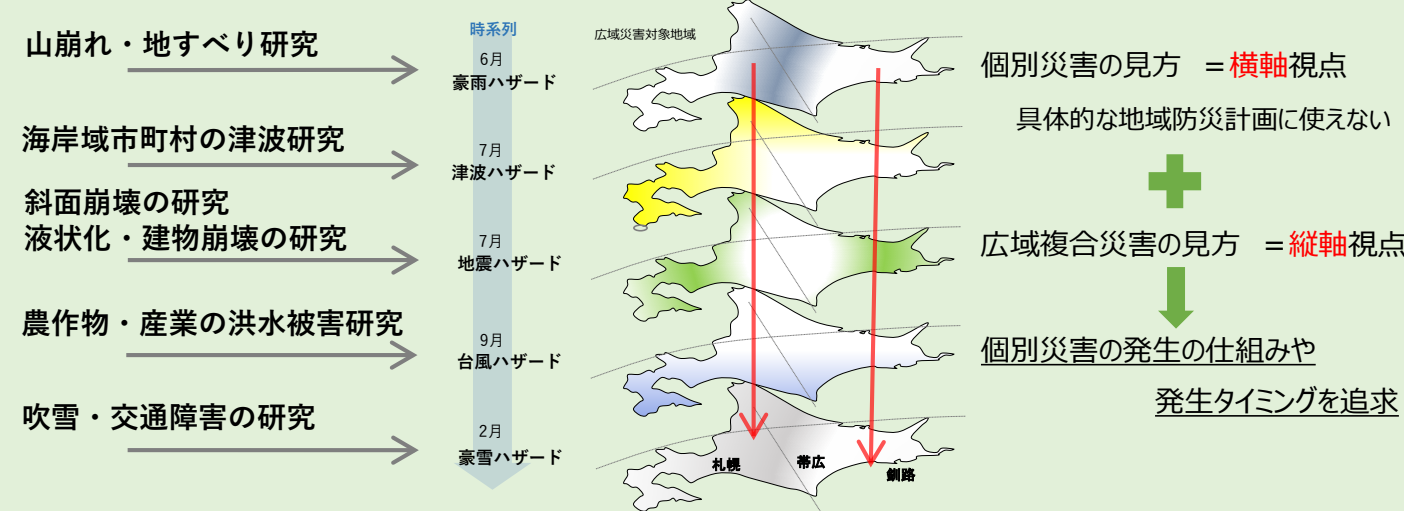 山崩れ・地すべり研究
海岸域市町村の津波研究
斜面崩壊の研究
液状化・建物崩壊の研究
農作物・産業の洪水被害研究
吹雪・交通障害の研究
時系列
6月
豪雨ハザード
7月
津波ハザード
7月
地震ハザード
9月
台風ハザード
2月
豪雪ハザード
広域災害対象地域
札幌
帯広
釧路
個別災害の見方 =横軸視点
具体的な地域防災計画に使えない
広域複合災害の見方 =縦軸視点
個別災害の発生の仕組みや
発生タイミングを追求